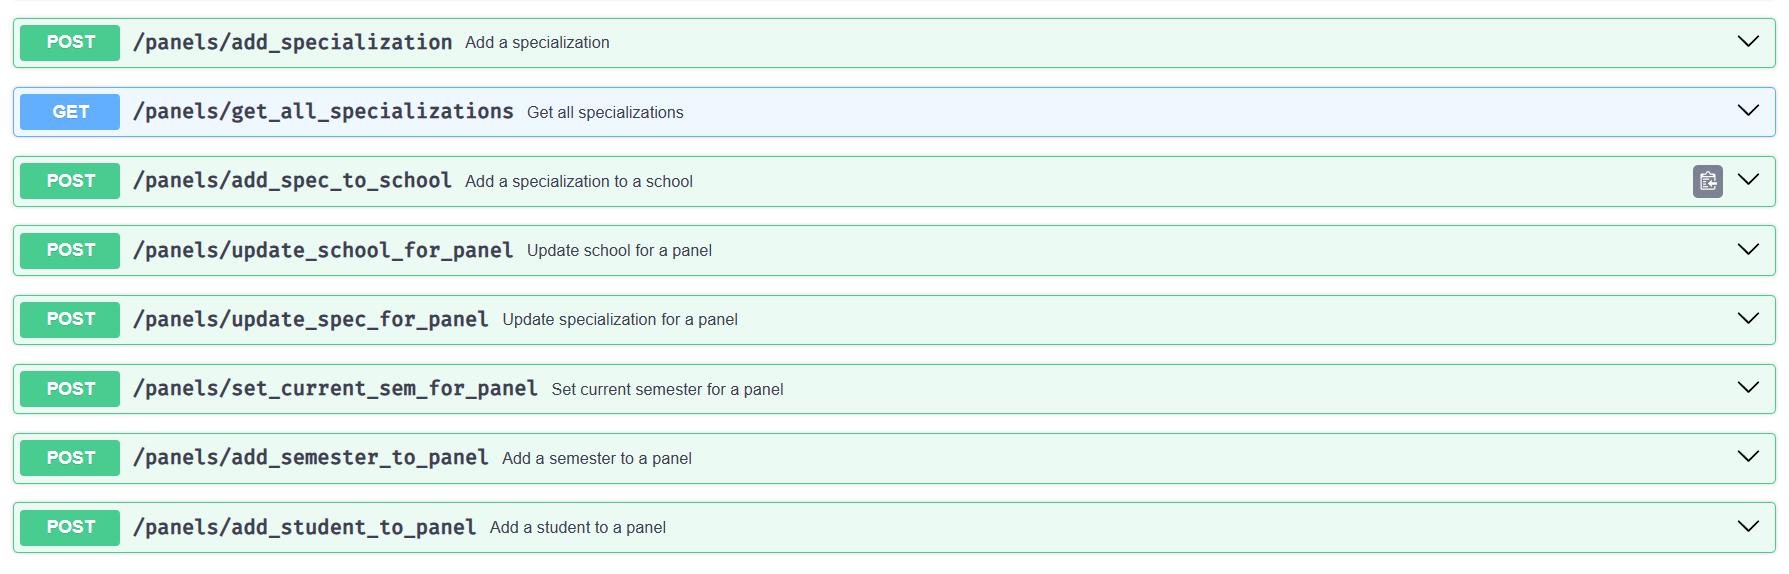 POST /panels/add_specialization Add a specialization
GET /panels/get_all_specializations Get all specializations
POST /panels/add_spec_to_school Add a specialization to a school
POST /panels/update_school_for_panel Update school for a panel
POST /panels/update_spec_for_panel Update specialization for a panel
POST /panels/set_current_sem_for_panel Set current semester for a panel
POST /panels/add_semester_to_panel Add a semester to a panel
POST /panels/add_student_to_panel Add a student to a panel